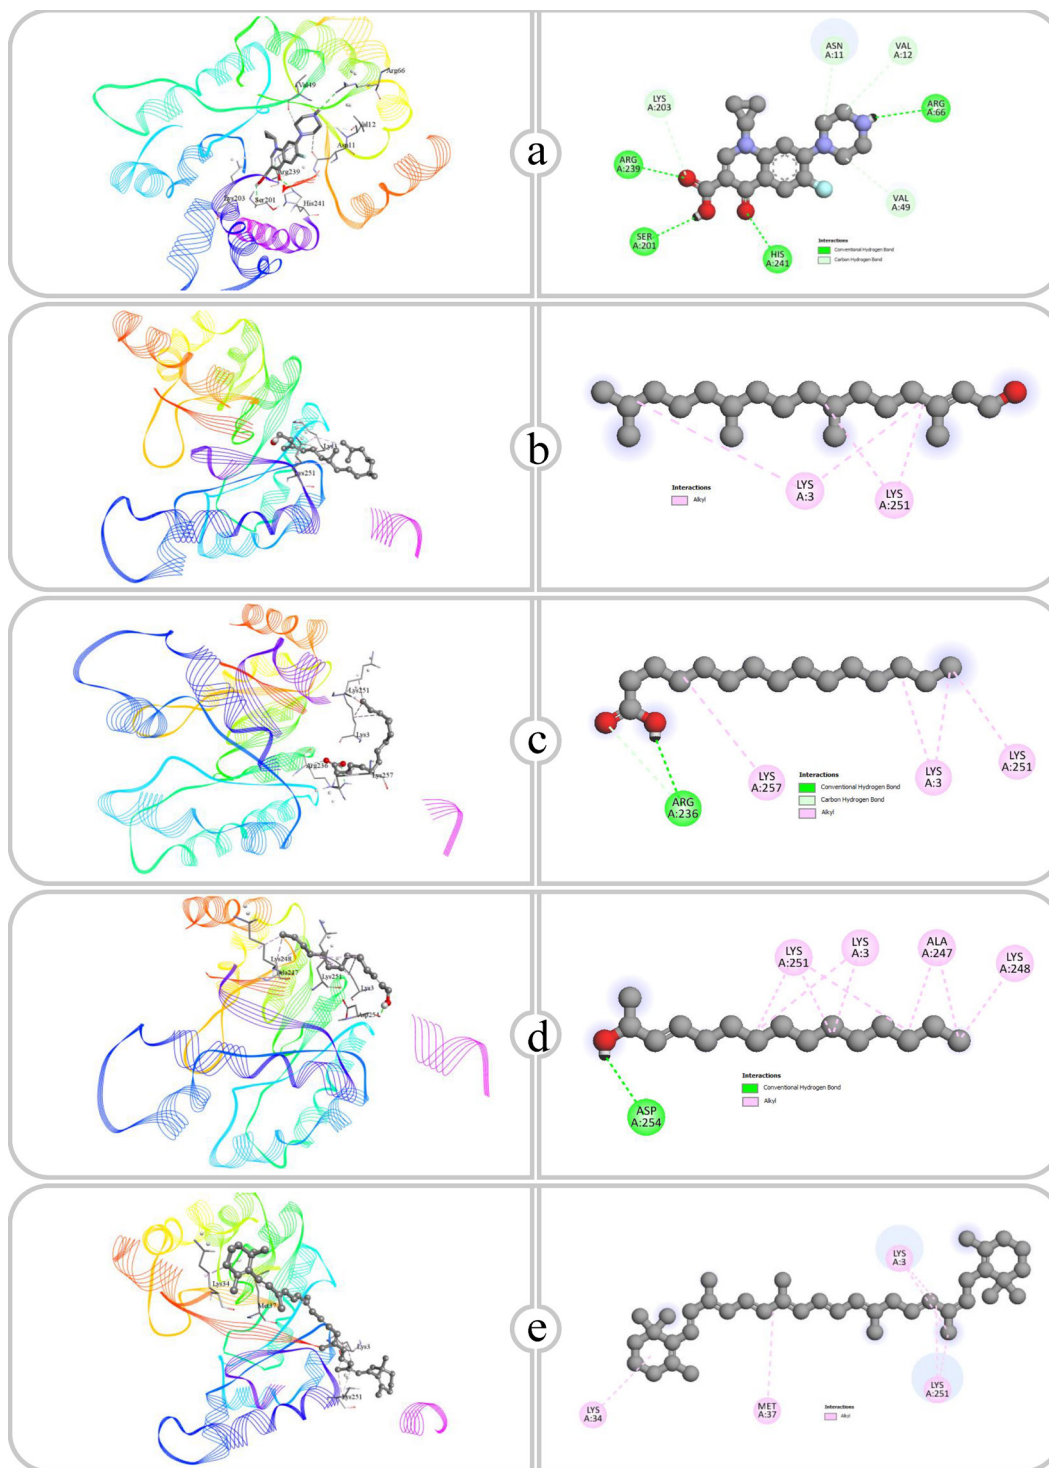 Arg66
Val49
Asn11
Arg239
Lys203
Ser201
His241
a
ASN
A:11
VAL
A:12
LYS
A:203
ARG
A:66
ARG
A:239
VAL
A:49
SER
A:201
HIS
A:241
Interactions
Conventional Hydrogen Bond
Carbon Hydrogen Bond
Lys251
b
LYS
A:3
LYS
A:251
Interactions
Alkyl
Lys251
Lys3
Arg236
Lys257
c
LYS
A:257
LYS
A:3
LYS
A:251
ARG
A:236
Interactions
Conventional Hydrogen Bond
Carbon Hydrogen Bond
Alkyl
Lys248
Lys251
Lys3
Asp254
d
LYS
A:251
LYS
A:3
ALA
A:247
LYS
A:248
ASP
A:254
Interactions
Conventional Hydrogen Bond
Alkyl
Lys34
Met37
Lys3
Lys251
e
LYS
A:3
LYS
A:251
LYS
A:34
MET
A:37
Interactions
Alkyl